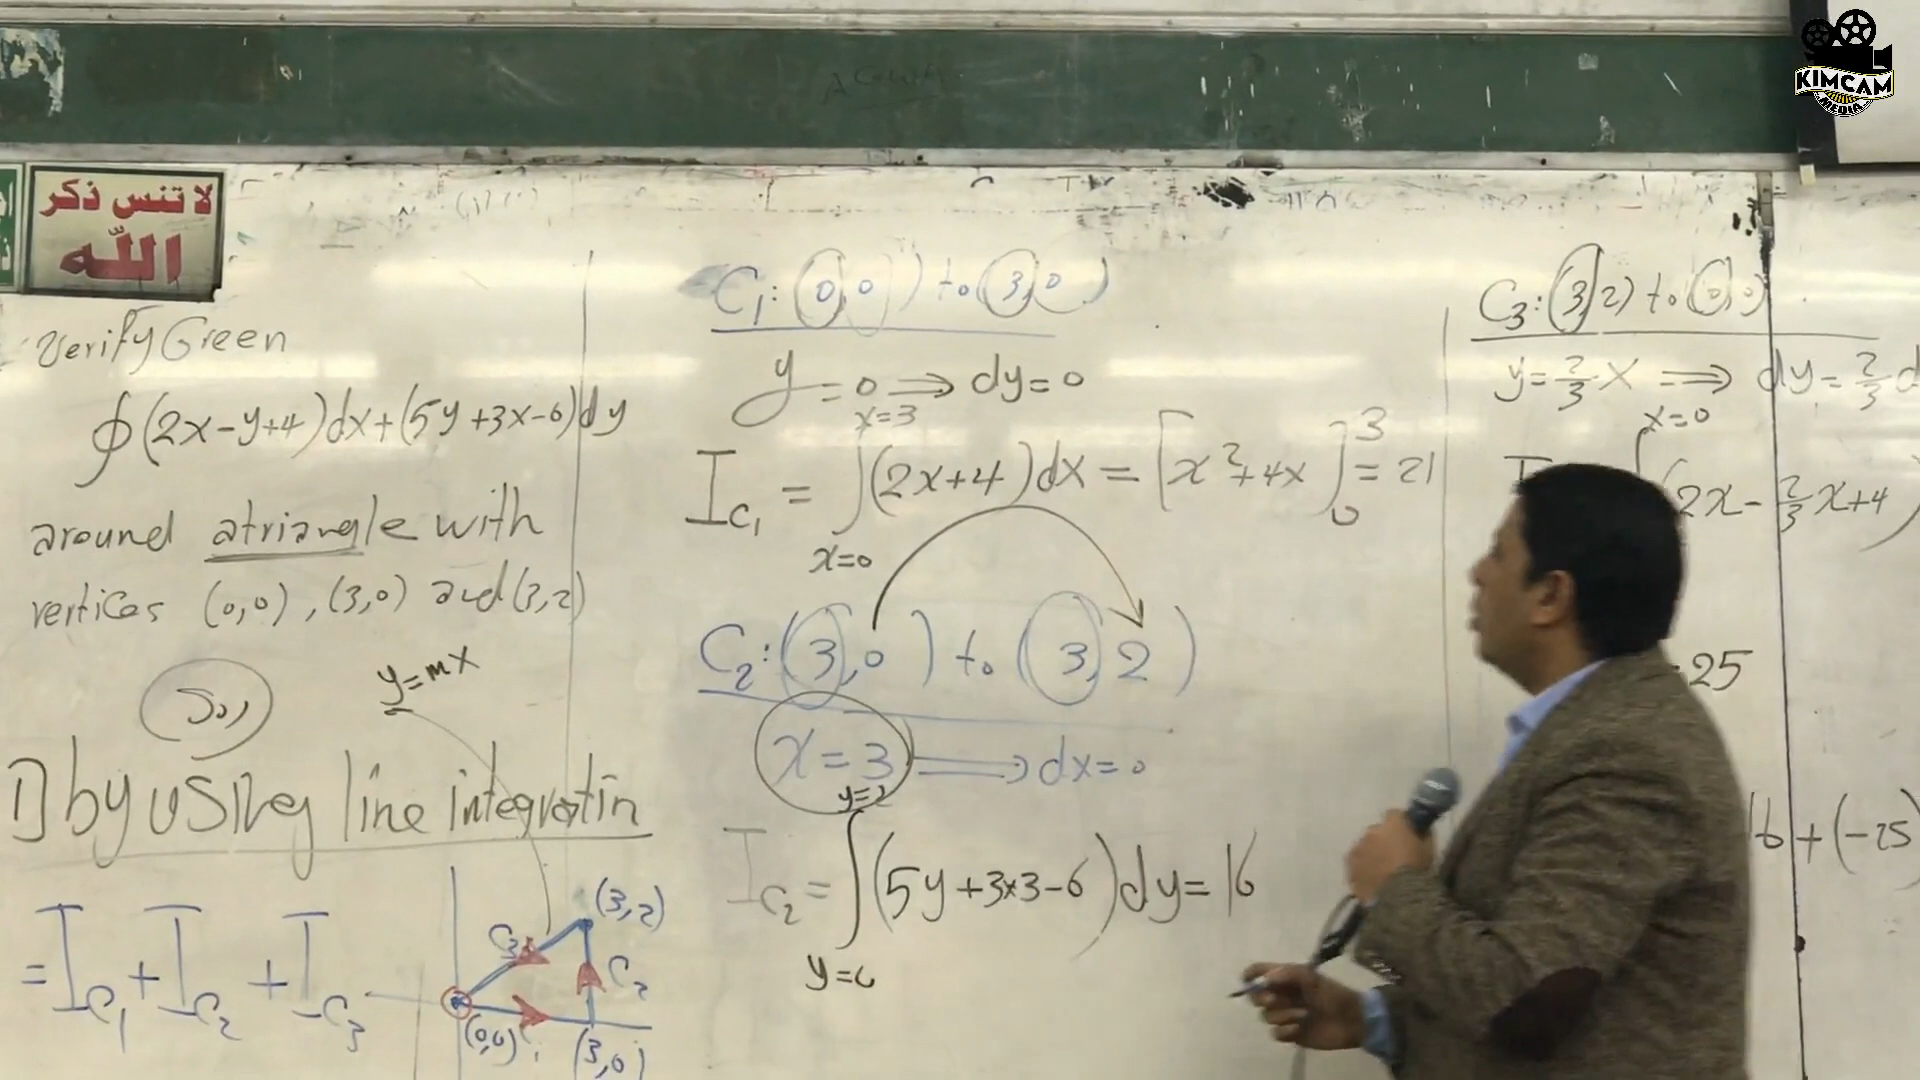 KIMCAM
MEDIA
لا تنس ذكر
الله
Verify Green
∮(2x-y+4)dx+(5y+3x-6)dy
around a triangle with
vertices (0,0), (3,0) and (3,2)
Sol
y=mx
1) by using line integratin
= I_C1 + I_C2 + I_C3
(3,2)
C3
C2
(0,0)
(3,0)
C1: (0,0) to (3,0)
y=0 ⟹ dy=0
x=3
I_C1 = ∫(2x+4)dx = [x²+4x]₀³ = 21
x=0
C2: (3,0) to (3,2)
x=3 ⟹ dx=0
y=2
I_C2 = ∫(5y+3×3-6)dy=16
y=0
C3: (3,2) to (0,0)
y=2/3 x ⟹ dy=2/3 d
x=0
∫(2x-2/3 x+4)
25
16+(-25)